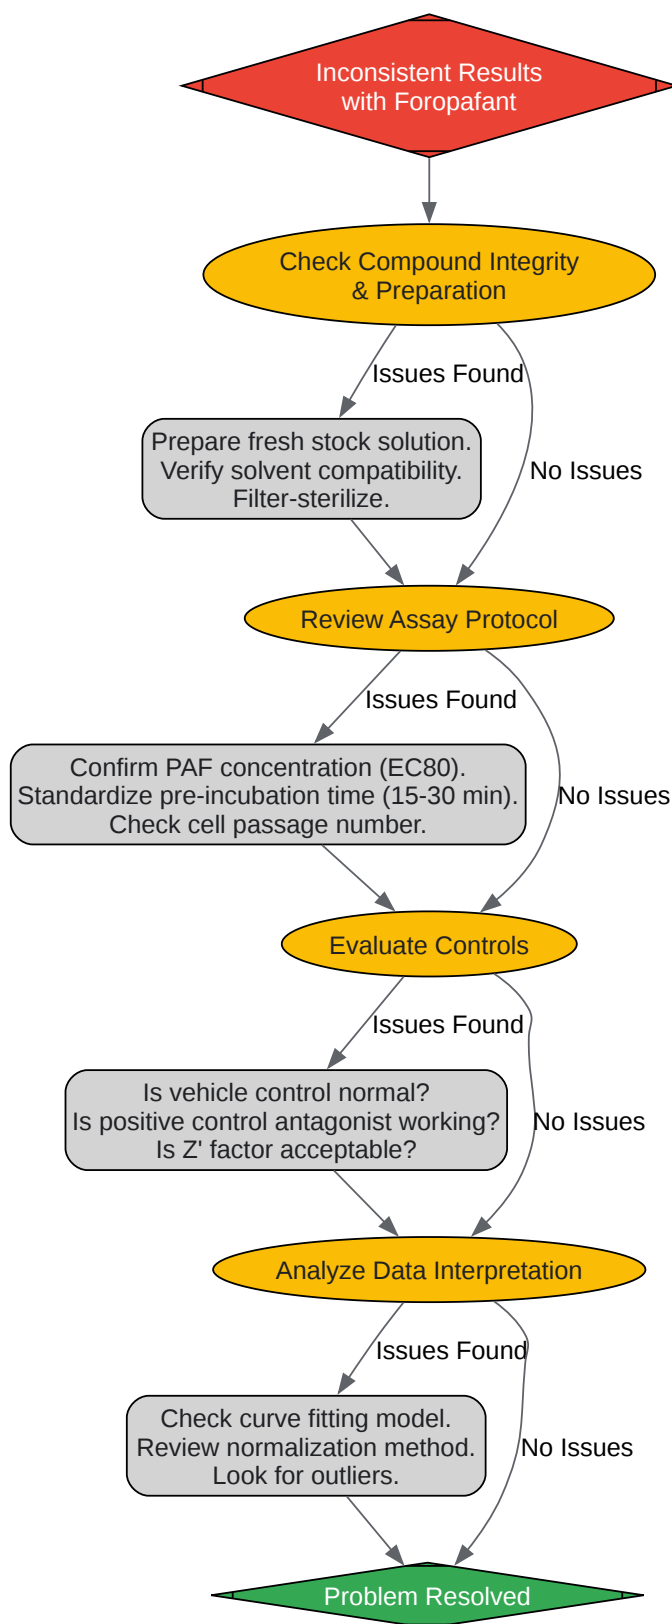 Inconsistent Results
with Foropafant
Check Compound Integrity
& Preparation
Issues Found
Prepare fresh stock solution.
Verify solvent compatibility.
Filter-sterilize.
No Issues
Review Assay Protocol
Issues Found
Confirm PAF concentration (EC80).
Standardize pre-incubation time (15-30 min).
Check cell passage number.
No Issues
Evaluate Controls
Issues Found
Is vehicle control normal?
Is positive control antagonist working?
Is Z' factor acceptable?
No Issues
Analyze Data Interpretation
Issues Found
Check curve fitting model.
Review normalization method.
Look for outliers.
No Issues
Problem Resolved